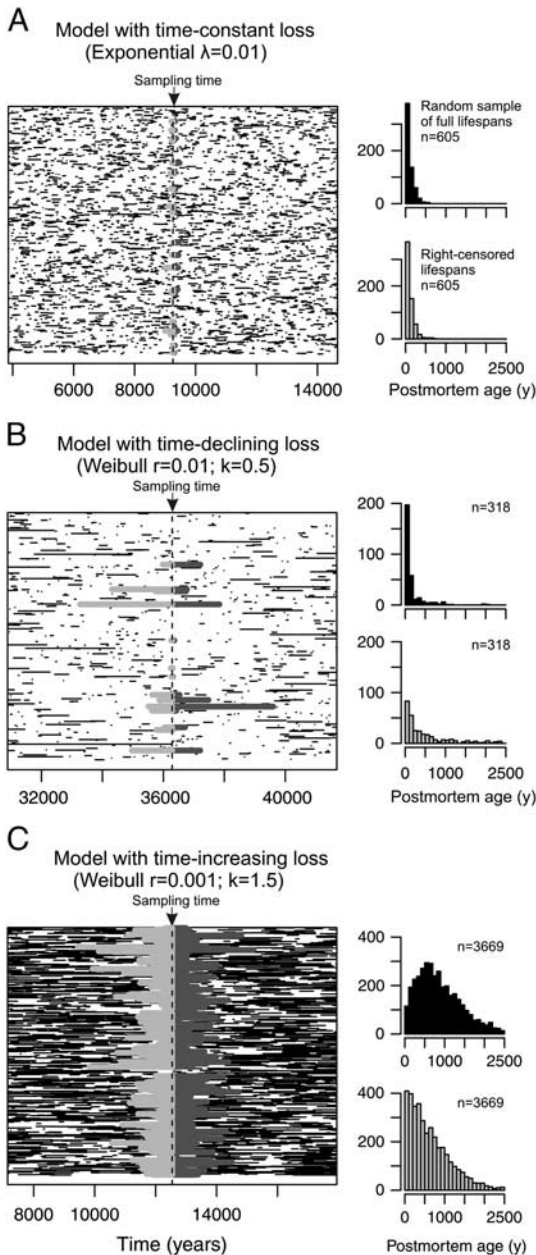 A
Model with time-constant loss
(Exponential λ=0.01)
Sampling time
6000 10000 14000
200
0
Random sample
of full lifespans
n=605
200
0
Right-censored
lifespans
n=605
0 1000 2500
Postmortem age (y)
B
Model with time-declining loss
(Weibull r=0.01; k=0.5)
Sampling time
32000 36000 40000
200
100
0
n=318
200
100
0
n=318
0 1000 2500
Postmortem age (y)
C
Model with time-increasing loss
(Weibull r=0.001; k=1.5)
Sampling time
8000 10000 14000
Time (years)
400
200
0
n=3669
0 1000 2500
400
200
0
n=3669
0 1000 2500
Postmortem age (y)